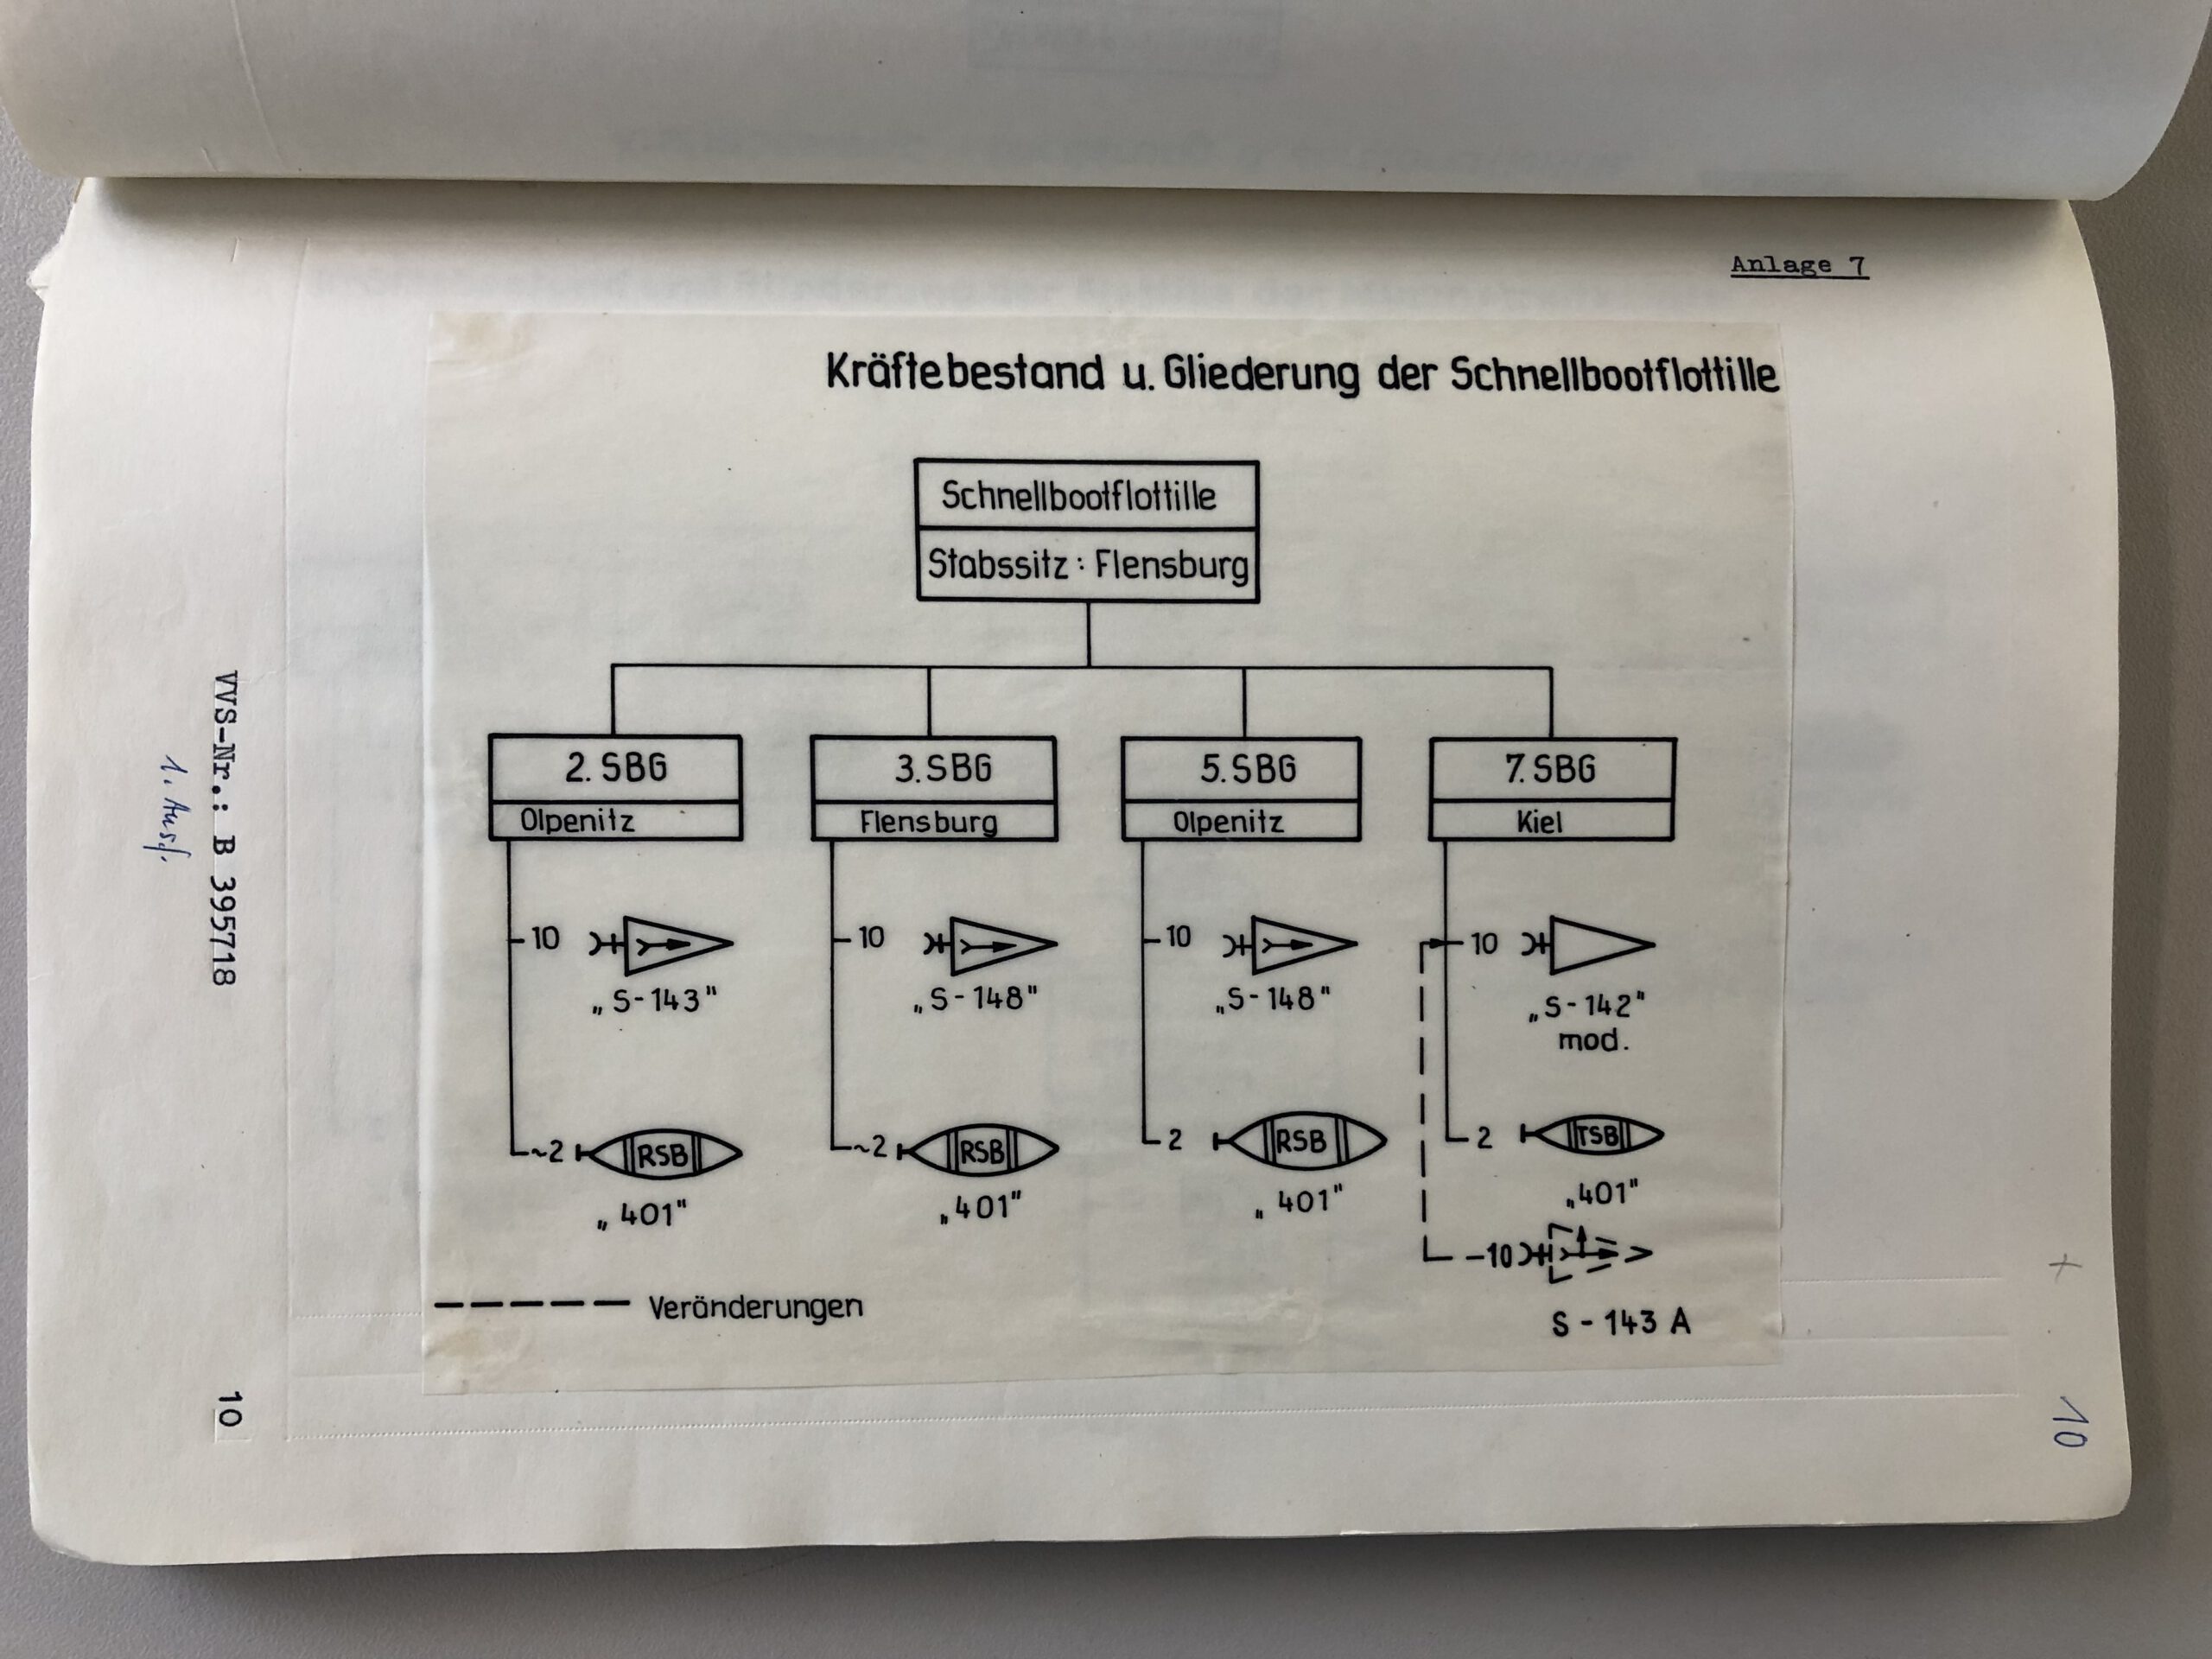 Anlage 7
Kräftebestand u. Gliederung der Schnellbootflottille
Schnellbootflottille
Stabssitz: Flensburg
2. SBG
Olpenitz
10
„S-143"
~2
RSB
„401"
3. SBG
Flensburg
10
„S-148"
~2
RSB
„401"
5. SBG
Olpenitz
10
„S-148"
2
RSB
„401"
7. SBG
Kiel
10
„S-142"
mod.
2
TSB
„401"
10
S-143 A
Veränderungen
VVS-Nr.: B 395718
1. Ausf.
10
10